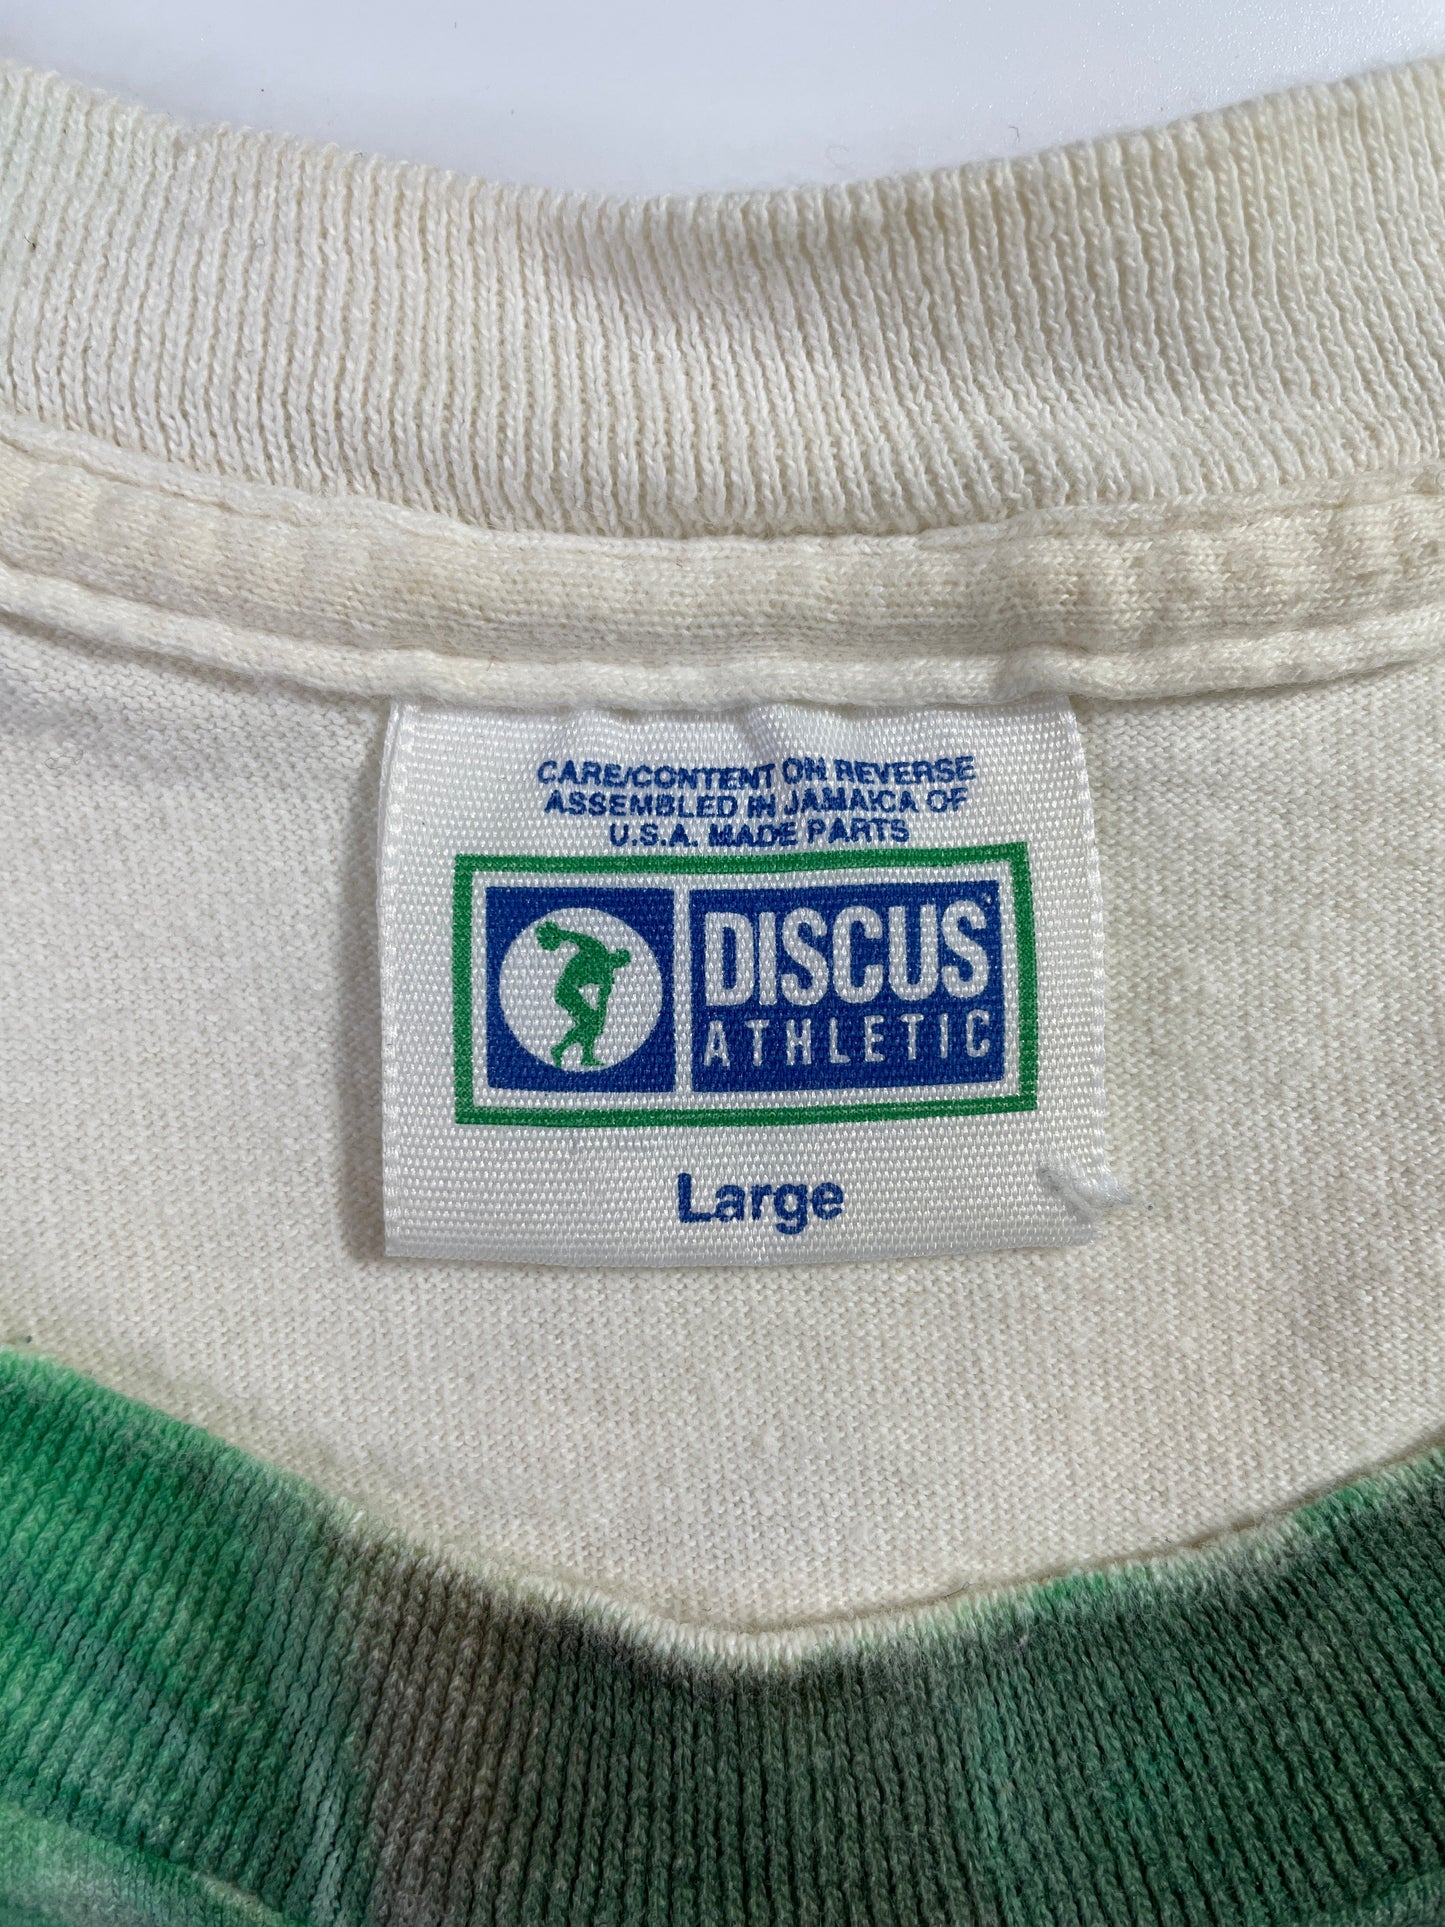 CARE/CONTENT ON REVERSE
ASSEMBLED IN JAMAICA OF
U.S.A. MADE PARTS
DISCUS
ATHLETIC
Large